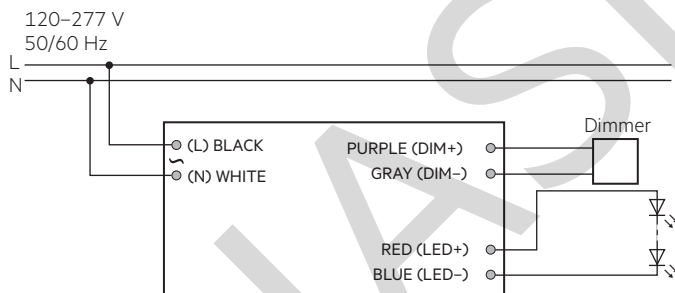 120–277 V
50/60 Hz
L
N
Dimmer
(L) BLACK
PURPLE (DIM+)
~
(N) WHITE
GRAY (DIM–)
RED (LED+)
BLUE (LED–)